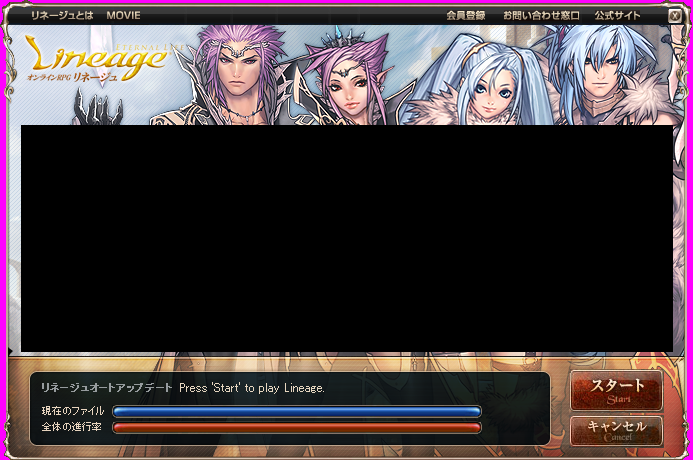 リネージュとは MOVIE 会員登録 お問い合わせ窓口 公式サイト
ETERNAL LIFE
Lineage
オンラインRPG リネージュ
リネージュオートアップデート Press 'Start' to play Lineage.
現在のファイル
全体の進行率
スタート
Start
キャンセル
Cancel